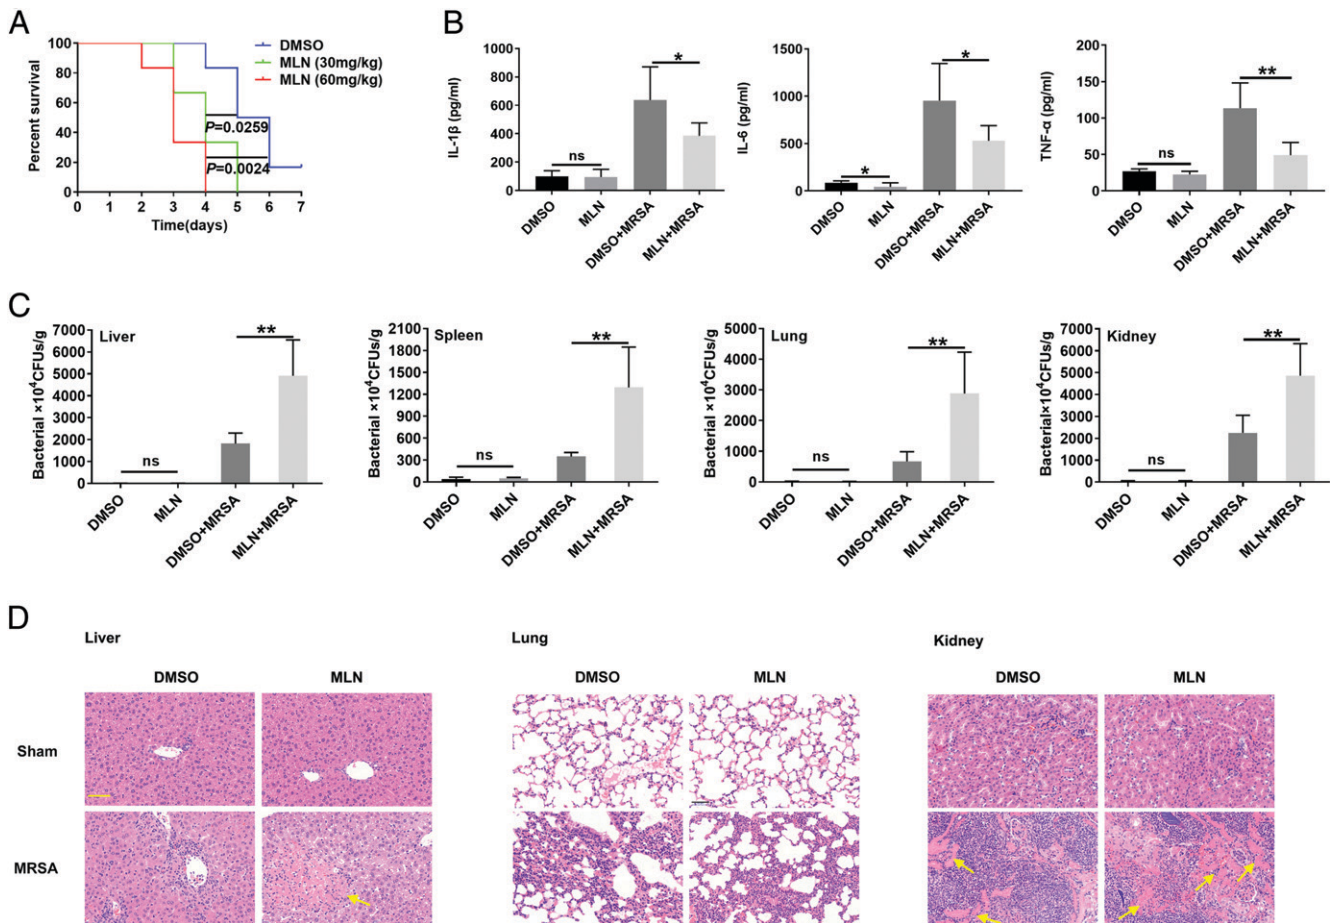 A
DMSO
MLN (30mg/kg)
MLN (60mg/kg)
Percent survival
100
80
60
40
20
0
P=0.0259
P=0.0024
0 1 2 3 4 5 6 7
Time(days)
B
IL-1β (pg/ml)
1000
800
600
400
200
0
ns
*
DMSO
MLN
DMSO+MRSA
MLN+MRSA
IL-6 (pg/ml)
1500
1000
500
0
*
*
DMSO
MLN
DMSO+MRSA
MLN+MRSA
TNF-α (pg/ml)
200
150
100
50
0
ns
**
DMSO
MLN
DMSO+MRSA
MLN+MRSA
C
Liver
Bacterial ×10⁴CFUs/g
7000
6000
5000
4000
3000
2000
1000
0
ns
**
DMSO
MLN
DMSO+MRSA
MLN+MRSA
Spleen
Bacterial ×10⁴CFUs/g
2100
1800
1500
1200
900
600
300
0
ns
**
DMSO
MLN
DMSO+MRSA
MLN+MRSA
Lung
Bacterial ×10⁴CFUs/g
5000
4000
3000
2000
1000
0
ns
**
DMSO
MLN
DMSO+MRSA
MLN+MRSA
Kidney
Bacterial×10⁴CFUs/g
7000
6000
5000
4000
3000
2000
1000
0
ns
**
DMSO
MLN
DMSO+MRSA
MLN+MRSA
D
Liver
Lung
Kidney
DMSO MLN
DMSO MLN
DMSO MLN
Sham
MRSA